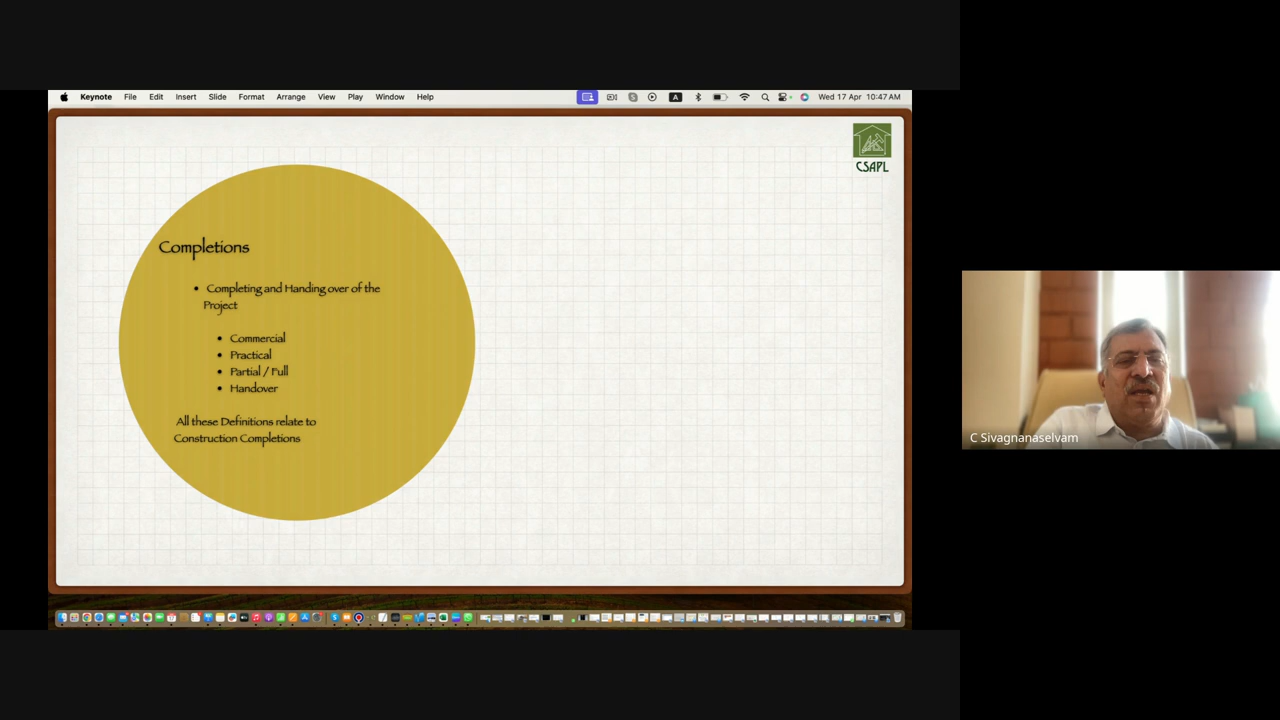 Keynote File Edit Insert Slide Format Arrange View Play Window Help
A
Wed 17 Apr 10:47 AM
CSAPL
Completions
• Completing and Handing over of the
Project
• Commercial
• Practical
• Partial / Full
• Handover
All these Definitions relate to
Construction Completions
C Sivagnanaselvam